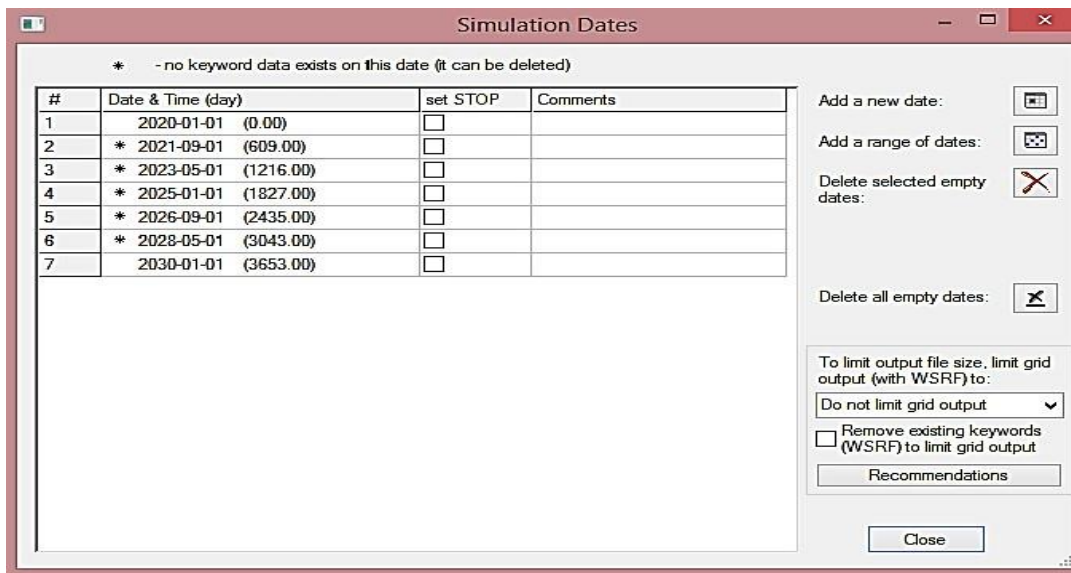 Simulation Dates
* - no keyword data exists on this date (it can be deleted)
# Date & Time (day) set STOP Comments
1 2020-01-01 (0.00)
2 * 2021-09-01 (609.00)
3 * 2023-05-01 (1216.00)
4 * 2025-01-01 (1827.00)
5 * 2026-09-01 (2435.00)
6 * 2028-05-01 (3043.00)
7 2030-01-01 (3653.00)
Add a new date:
Add a range of dates:
Delete selected empty
dates:
Delete all empty dates:
To limit output file size, limit grid
output (with WSRF) to:
Do not limit grid output
Remove existing keywords
(WSRF) to limit grid output
Recommendations
Close